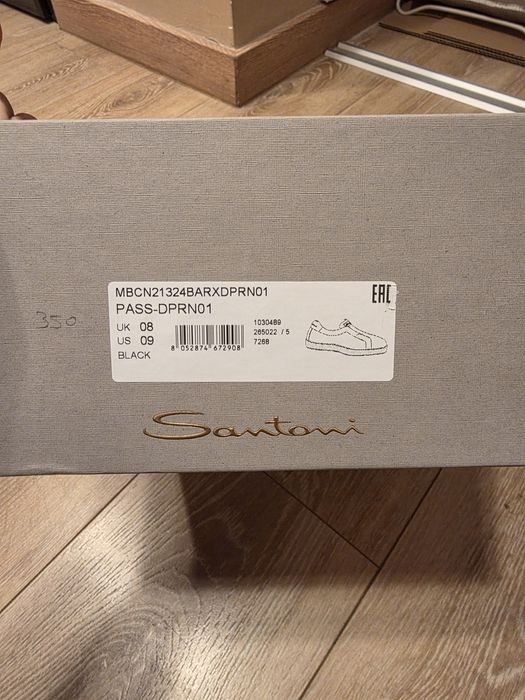 MBCN21324BARXDPRN01
PASS-DPRN01
EAC
UK 08
US 09
BLACK
8 052874 672908
1030489
265022 / 5
7268
350
Santoni